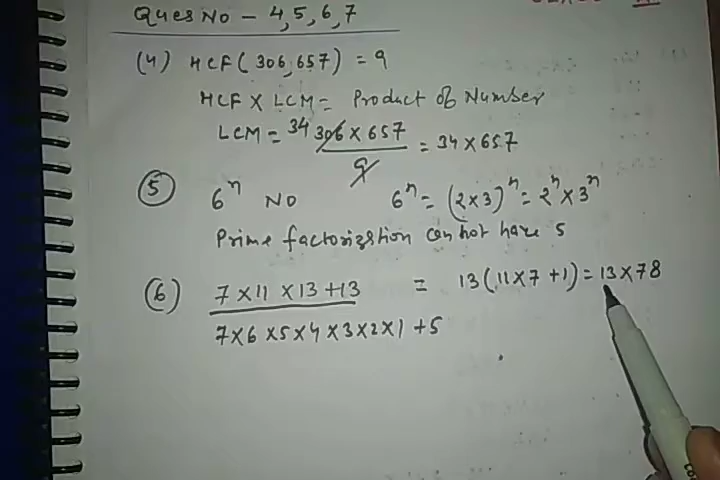 Ques No - 4,5,6,7
(4) HCF(306,657) = 9
HCF X LCM = Product of Number
LCM = 34 306 X 657 / 9 = 34 X 657
(5) 6ⁿ NO 6ⁿ = (2 X 3)ⁿ = 2ⁿ X 3ⁿ
Prime factorization can not have 5
(6) 7 X 11 X 13 + 13 = 13(11 X 7 + 1) = 13 X 78
7 X 6 X 5 X 4 X 3 X 2 X 1 + 5